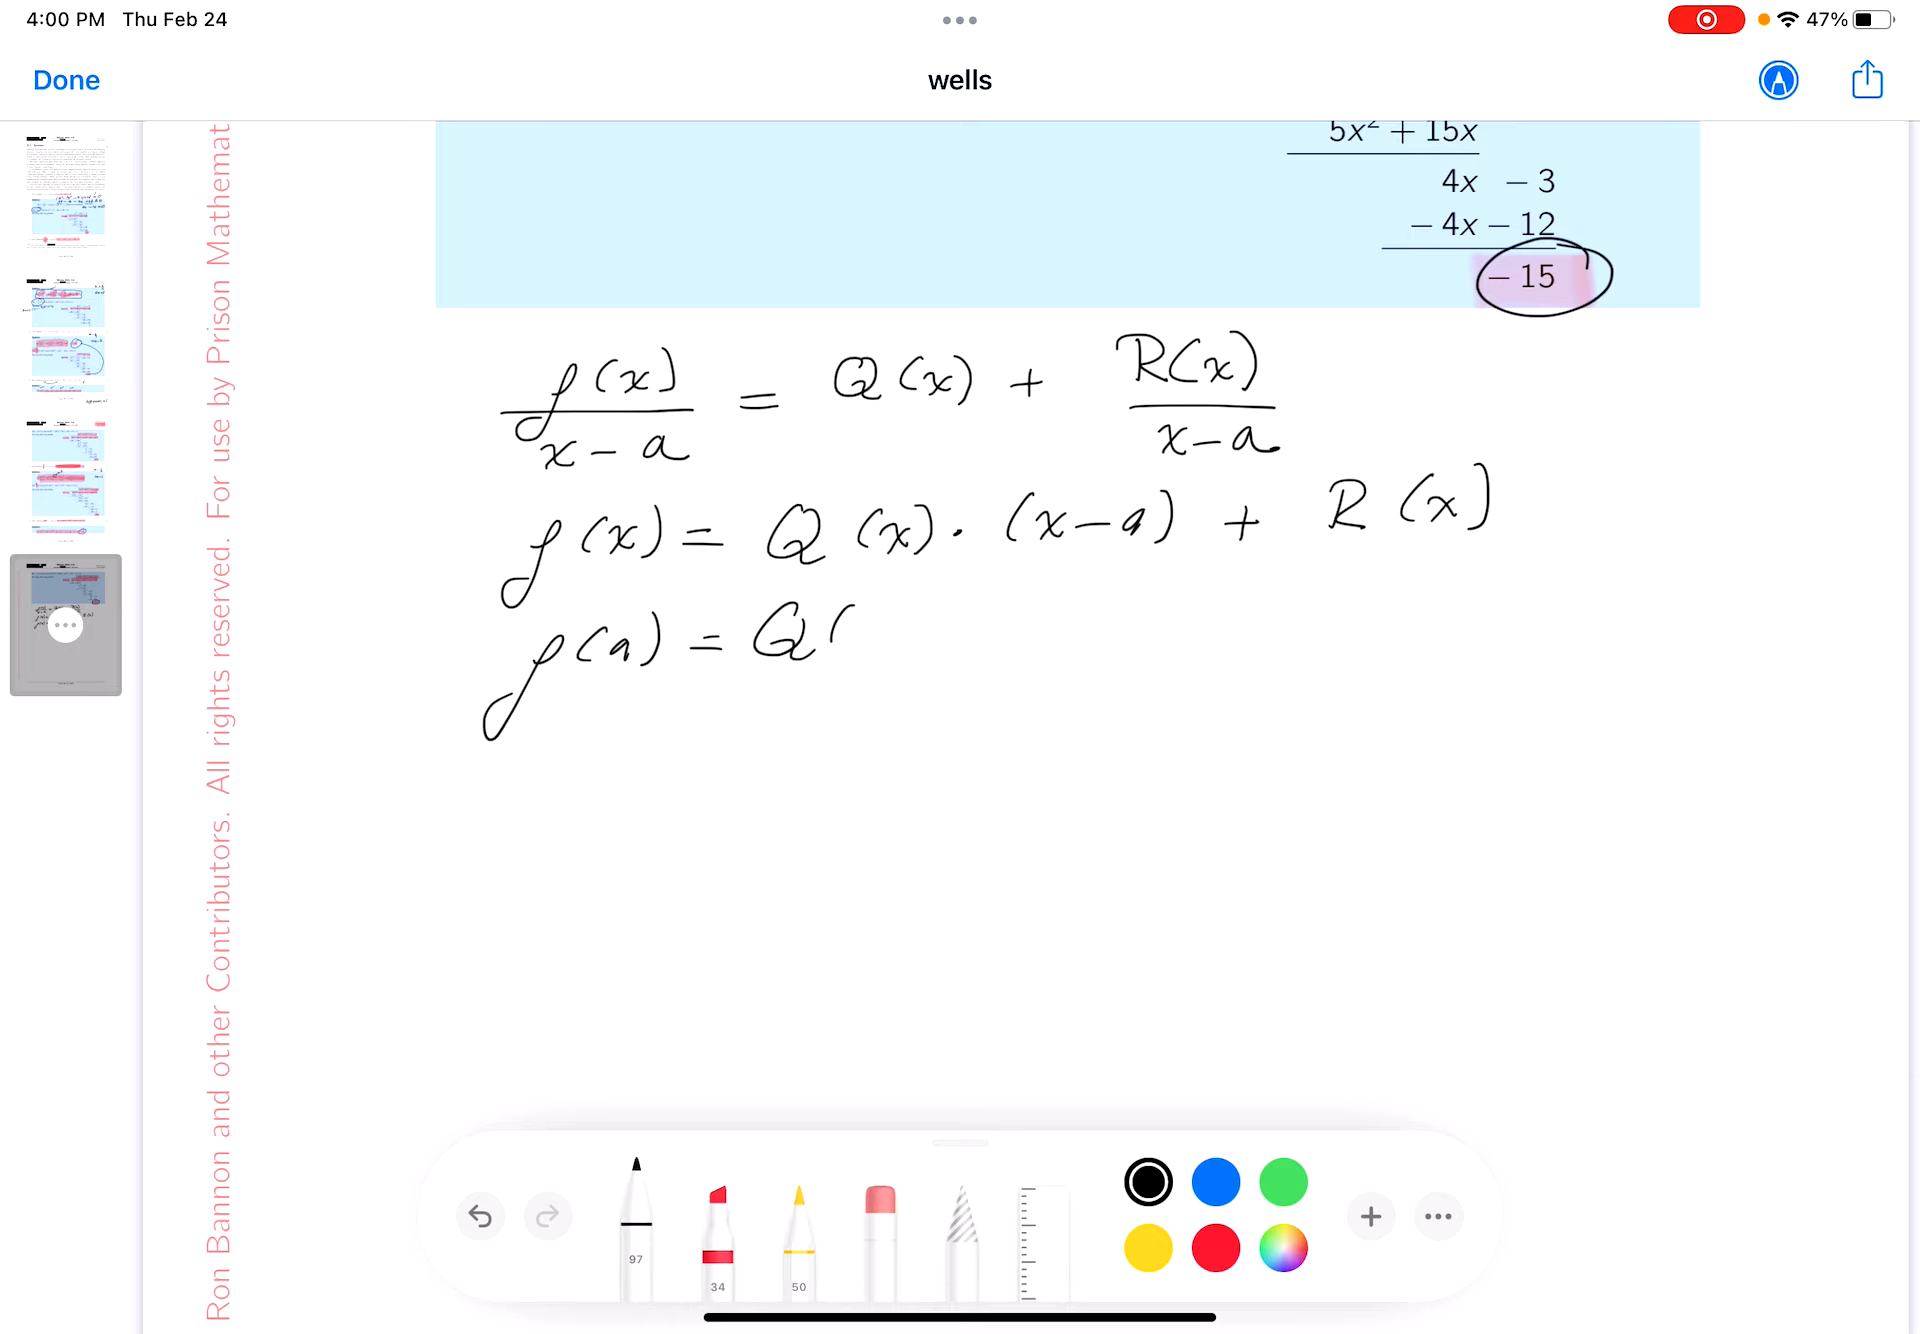 4:00 PM Thu Feb 24
47%
Done
wells
Ron Bannon and other Contributors. All rights reserved. For use by Prison Mathemat
5x² + 15x
4x - 3
- 4x - 12
- 15
f(x)/(x-a) = Q(x) + R(x)/(x-a)
f(x) = Q(x) · (x-a) + R(x)
f(a) = Q(
97
34
50